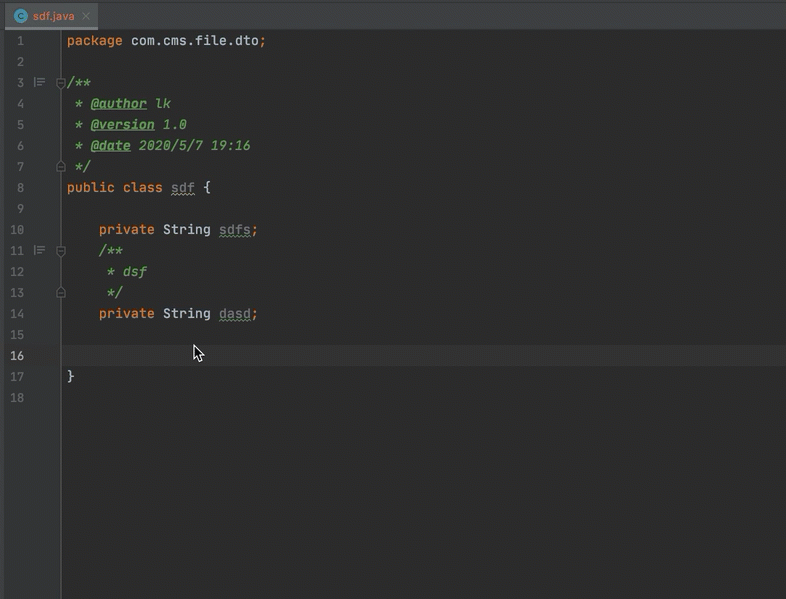 sdf.java
1 package com.cms.file.dto;
2
3 /**
4 * @author lk
5 * @version 1.0
6 * @date 2020/5/7 19:16
7 */
8 public class sdf {
9
10 private String sdfs;
11 /**
12 * dsf
13 */
14 private String dasd;
15
16
17 }
18